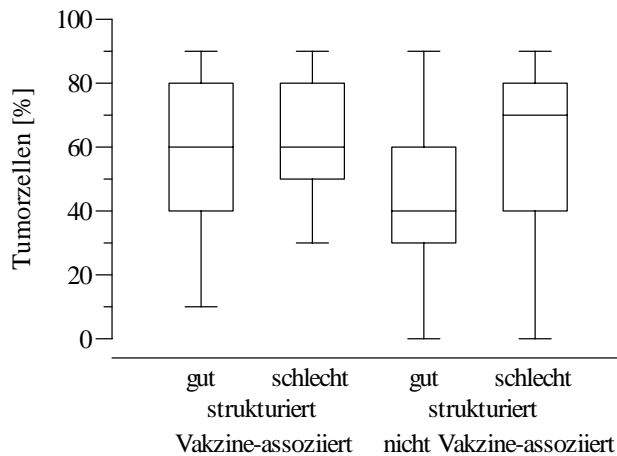 Tumorzellen [%]
100
80
60
40
20
0
gut schlecht gut schlecht
strukturiert strukturiert
Vakzine-assoziiert nicht Vakzine-assoziiert